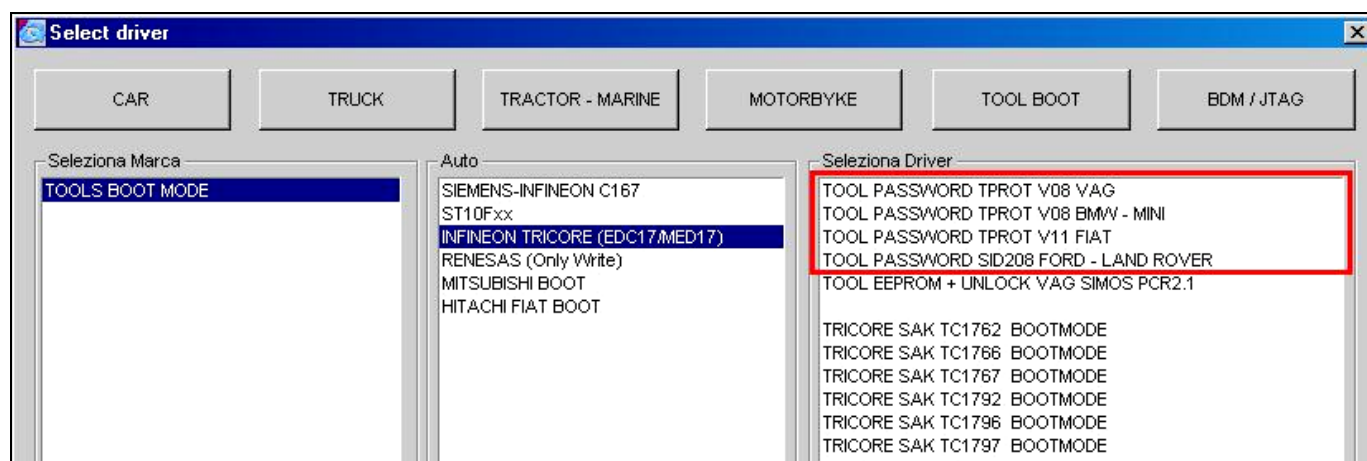 Select driver
CAR
TRUCK
TRACTOR - MARINE
MOTORBYKE
TOOL BOOT
BDM / JTAG
Seleziona Marca
TOOLS BOOT MODE
Auto
SIEMENS-INFINEON C167
ST10Fxx
INFINEON TRICORE (EDC17/MED17)
RENESAS (Only Write)
MITSUBISHI BOOT
HITACHI FIAT BOOT
Seleziona Driver
TOOL PASSWORD TPROT V08 VAG
TOOL PASSWORD TPROT V08 BMW - MINI
TOOL PASSWORD TPROT V11 FIAT
TOOL PASSWORD SID208 FORD - LAND ROVER
TOOL EEPROM + UNLOCK VAG SIMOS PCR2.1
TRICORE SAK TC1762 BOOTMODE
TRICORE SAK TC1766 BOOTMODE
TRICORE SAK TC1767 BOOTMODE
TRICORE SAK TC1792 BOOTMODE
TRICORE SAK TC1796 BOOTMODE
TRICORE SAK TC1797 BOOTMODE